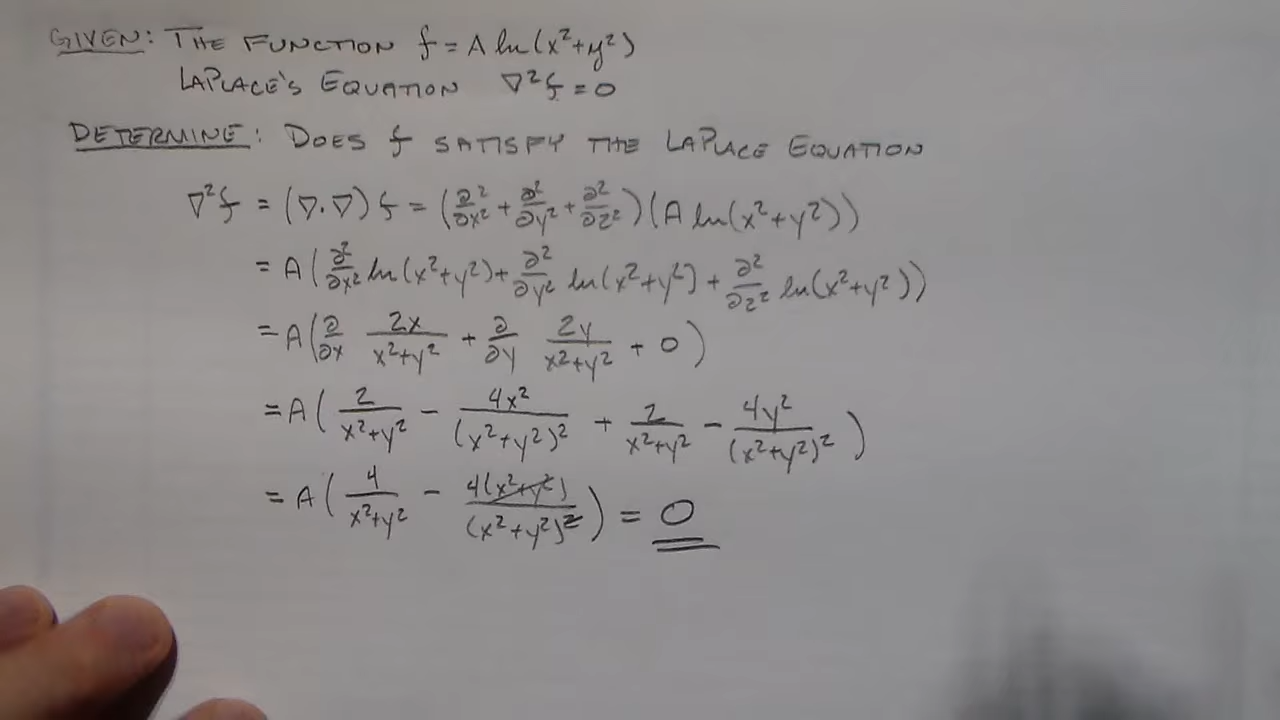 GIVEN: THE FUNCTION f = A ln(x²+y²)
LAPLACE'S EQUATION ∇²f = 0
DETERMINE: DOES f SATISFY THE LAPLACE EQUATION
∇²f = (∇·∇) f = (∂²/∂x² + ∂²/∂y² + ∂²/∂z²)(A ln(x²+y²))
= A(∂²/∂x² ln(x²+y²) + ∂²/∂y² ln(x²+y²) + ∂²/∂z² ln(x²+y²))
= A(∂/∂x 2x/(x²+y²) + ∂/∂y 2y/(x²+y²) + 0)
= A(2/(x²+y²) - 4x²/(x²+y²)² + 2/(x²+y²) - 4y²/(x²+y²)²)
= A(4/(x²+y²) - 4(x²+y²)/(x²+y²)²) = 0